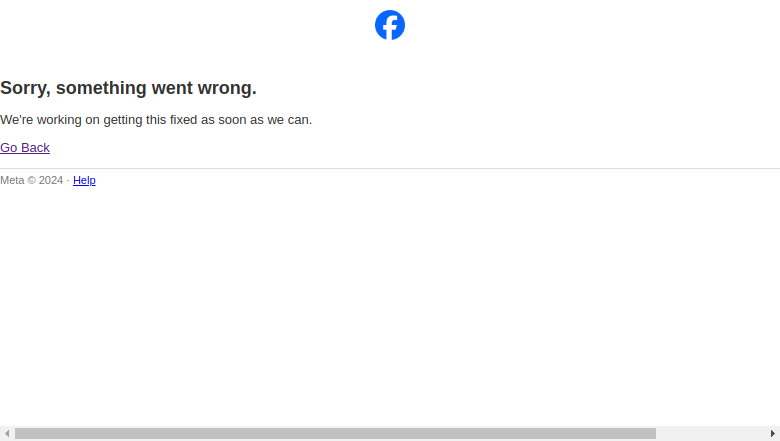 Sorry, something went wrong.
We're working on getting this fixed as soon as we can.
Go Back
Meta © 2024 · Help